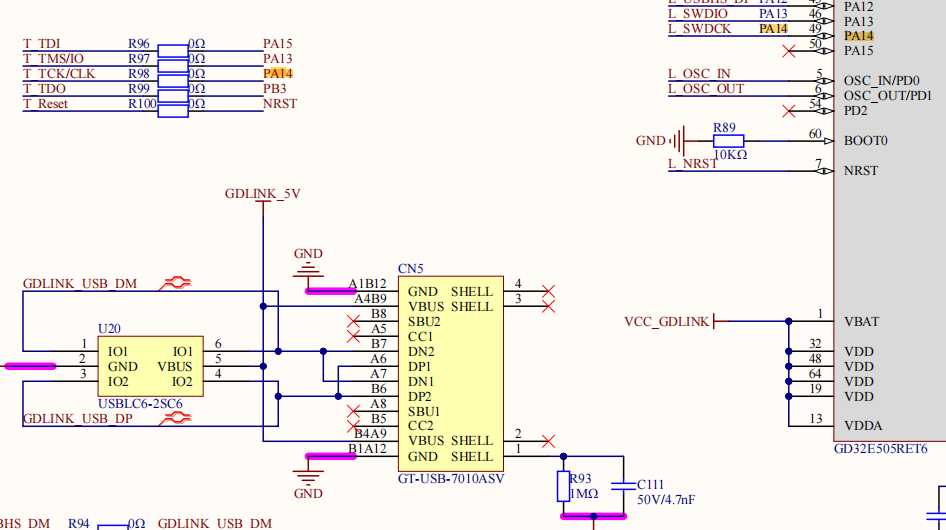 L_USBHS_DP PA12 45 PA12
L_SWDIO PA13 46 PA13
L_SWDCK PA14 49 PA14
50 PA15
T_TDI R96 0Ω PA15
T_TMS/IO R97 0Ω PA13
T_TCK/CLK R98 0Ω PA14
T_TDO R99 0Ω PB3
T_Reset R100 0Ω NRST
L_OSC_IN 5 OSC_IN/PD0
L_OSC_OUT 6 OSC_OUT/PD1
54 PD2
GND R89 10KΩ 60 BOOT0
L_NRST 7 NRST
GDLINK_5V
GND
CN5
GDLINK_USB_DM
A1B12 GND SHELL 4
A4B9 VBUS SHELL 3
B8 SBU2
A5 CC1
B7 DN2
A6 DP1
A7 DN1
B6 DP2
A8 SBU1
B5 CC2
B4A9 VBUS SHELL 2
B1A12 GND SHELL 1
GT-USB-7010ASV
GND
U20
1 IO1 IO1 6
2 GND VBUS 5
3 IO2 IO2 4
USBLC6-2SC6
GDLINK_USB_DP
VCC_GDLINK 1 VBAT
32 VDD
48 VDD
64 VDD
19 VDD
13 VDDA
GD32E505RET6
R93
1MΩ
C111
50V/4.7nF
BHS_DM R94 0Ω GDLINK_USB_DM